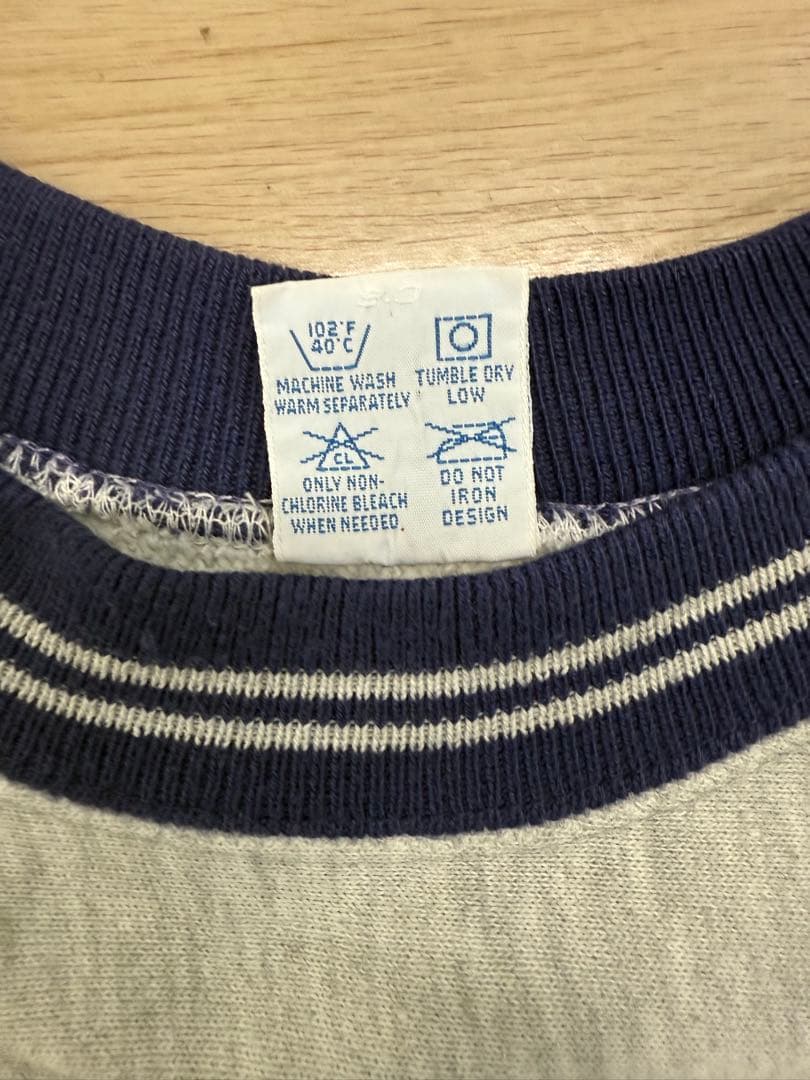 102°F
40°C
MACHINE WASH
WARM SEPARATELY
TUMBLE DRY
LOW
CL
ONLY NON-
CHLORINE BLEACH
WHEN NEEDED.
DO NOT
IRON
DESIGN